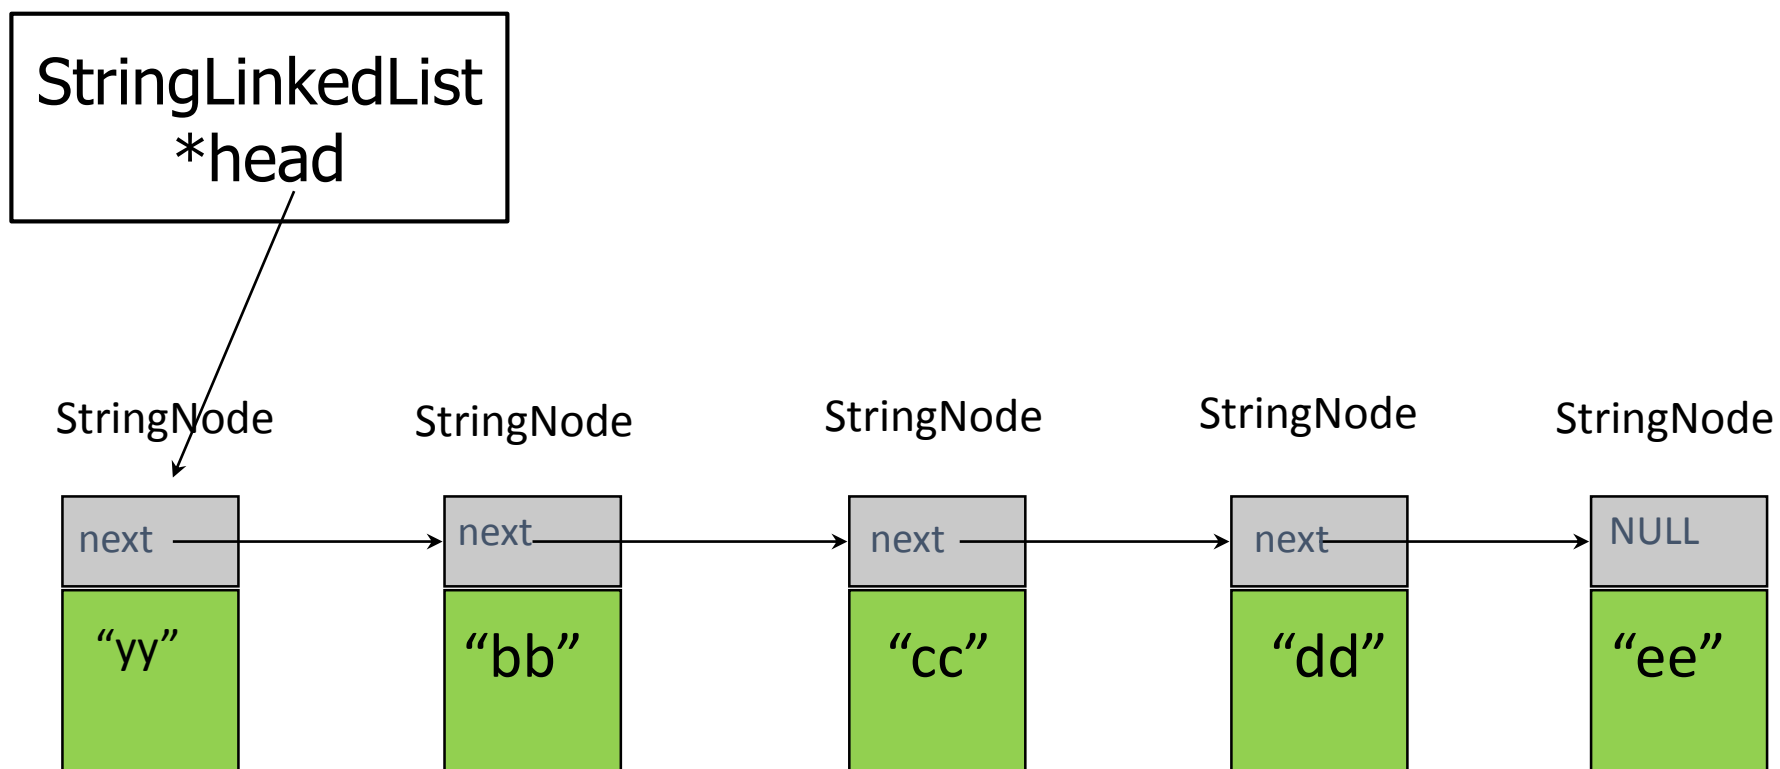 StringLinkedList
*head
StringNode StringNode StringNode StringNode StringNode
next next next next NULL
“yy” “bb” “cc” “dd” “ee”